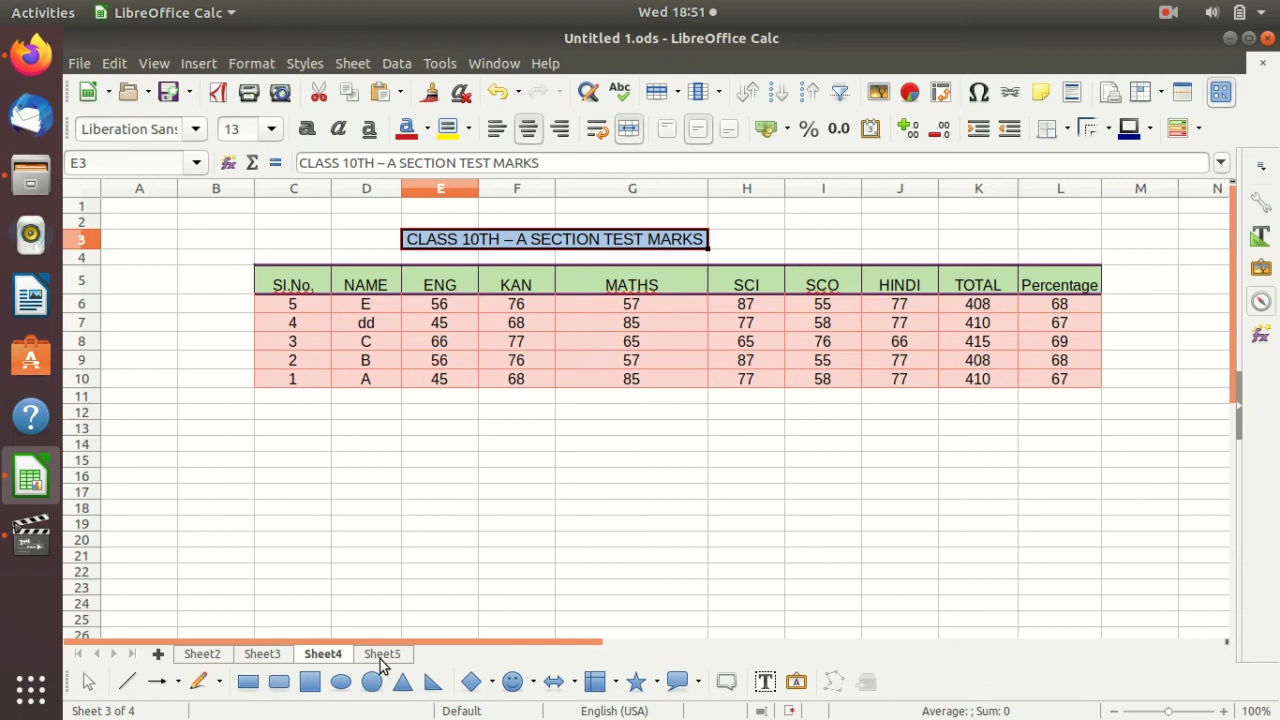 Activities LibreOffice Calc Wed 18:51
Untitled 1.ods - LibreOffice Calc
File Edit View Insert Format Styles Sheet Data Tools Window Help
Liberation Sans 13
E3 CLASS 10TH – A SECTION TEST MARKS
A B C D E F G H I J K L M N
1
2
3 CLASS 10TH – A SECTION TEST MARKS
4
5 Sl.No. NAME ENG KAN MATHS SCI SCO HINDI TOTAL Percentage
6 5 E 56 76 57 87 55 77 408 68
7 4 dd 45 68 85 77 58 77 410 67
8 3 C 66 77 65 65 76 66 415 69
9 2 B 56 76 57 87 55 77 408 68
10 1 A 45 68 85 77 58 77 410 67
11
12
13
14
15
16
17
18
19
20
21
22
23
24
25
26
Sheet2 Sheet3 Sheet4 Sheet5
Sheet 3 of 4 Default English (USA) Average: ; Sum: 0 100%